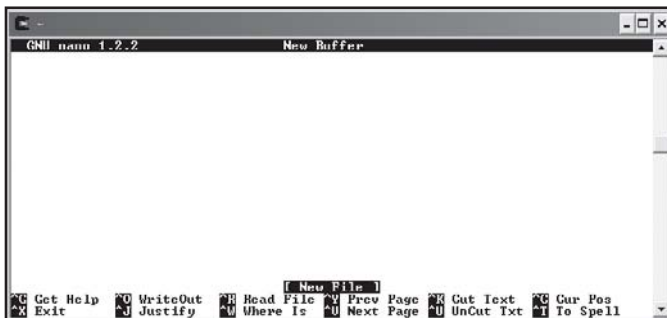 GNU nano 1.2.2 New Buffer
[ New File ]
^G Get Help ^O WriteOut ^R Read File ^Y Prev Page ^K Cut Text ^C Cur Pos
^X Exit ^J Justify ^W Where Is ^V Next Page ^U UnCut Txt ^T To Spell